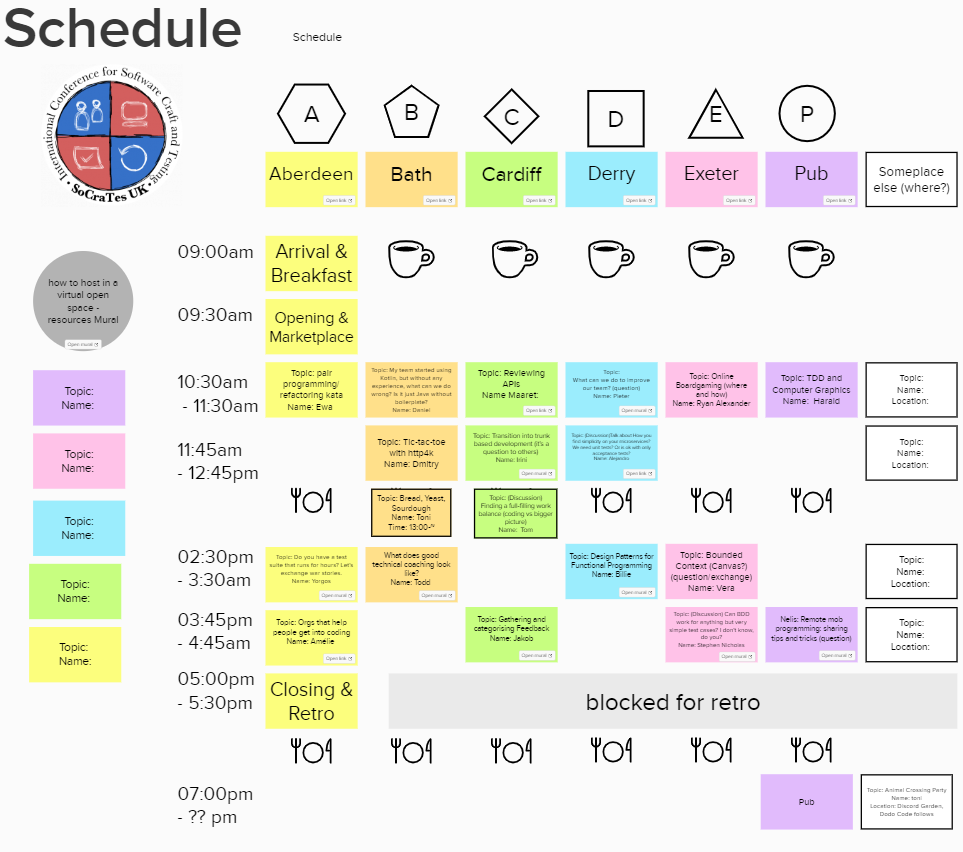 Schedule
Schedule
International Conference for Software Craft and Testing
• SoCraTes UK •
A
B
C
D
E
P
Aberdeen
Open link
Bath
Open link
Cardiff
Open link
Derry
Open link
Exeter
Open link
Pub
Open link
Someplace
else (where?)
how to host in a
virtual open
space -
resources Mural
Open mural
Topic:
Name:
Topic:
Name:
Topic:
Name:
Topic:
Name:
Topic:
Name:
09:00am
Arrival &
Breakfast
09:30am
Opening &
Marketplace
10:30am
- 11:30am
Topic: pair
programming/
refactoring kata
Name: Ewa
Topic: My team started using
Kotlin, but without any
experience, what can we do
wrong? Is it just Java without
boilerplate?
Name: Daniel
Topic: Reviewing
APIs
Name Maaret:
Open link
Topic:
What can we do to improve
our team? (question)
Name: Pieter
Open mural
Topic: Online
Boardgaming (where
and how)
Name: Ryan Alexander
Topic: TDD and
Computer Graphics
Name: Harald
Topic:
Name:
Location:
11:45am
- 12:45pm
Topic: Tic-tac-toe
with http4k
Name: Dmitry
Topic: Transition into trunk
based development (it's a
question to others)
Name: Irini
Open mural
Topic: (Discussion)Talk about Have you
find simplicity on your microservices?
We need unit tests? Or is ok with only
acceptance tests?
Name: Alejandro
Open link
Topic:
Name:
Location:
Topic: Bread, Yeast,
Sourdough
Name: Toni
Time: 13:00-~
Topic: (Discussion)
Finding a full-filling work
balance (coding vs bigger
picture)
Name: Tom
02:30pm
- 3:30am
Topic: Do you have a test
suite that runs for hours? Let's
exchange war stories.
Name: Yorgos
Open mural
What does good
technical coaching look
like?
Name: Todd
Open mural
Topic: Design Patterns for
Functional Programming
Name: Billie
Open mural
Topic: Bounded
Context (Canvas?)
(question/exchange)
Name: Vera
Topic:
Name:
Location:
03:45pm
- 4:45am
Topic: Orgs that help
people get into coding
Name: Amélie
Open link
Topic: Gathering and
categorising Feedback
Name: Jakob
Open mural
Topic: (Discussion) Can BDD
work for anything but very
simple test cases? I don't know,
do you?
Name: Stephen Nicholas
Open mural
Nelis: Remote mob
programming: sharing
tips and tricks (question)
Open mural
Topic:
Name:
Location:
05:00pm
- 5:30pm
Closing &
Retro
blocked for retro
07:00pm
- ?? pm
Pub
Topic: Animal Crossing Party
Name: toni
Location: Discord Garden,
Dodo Code follows